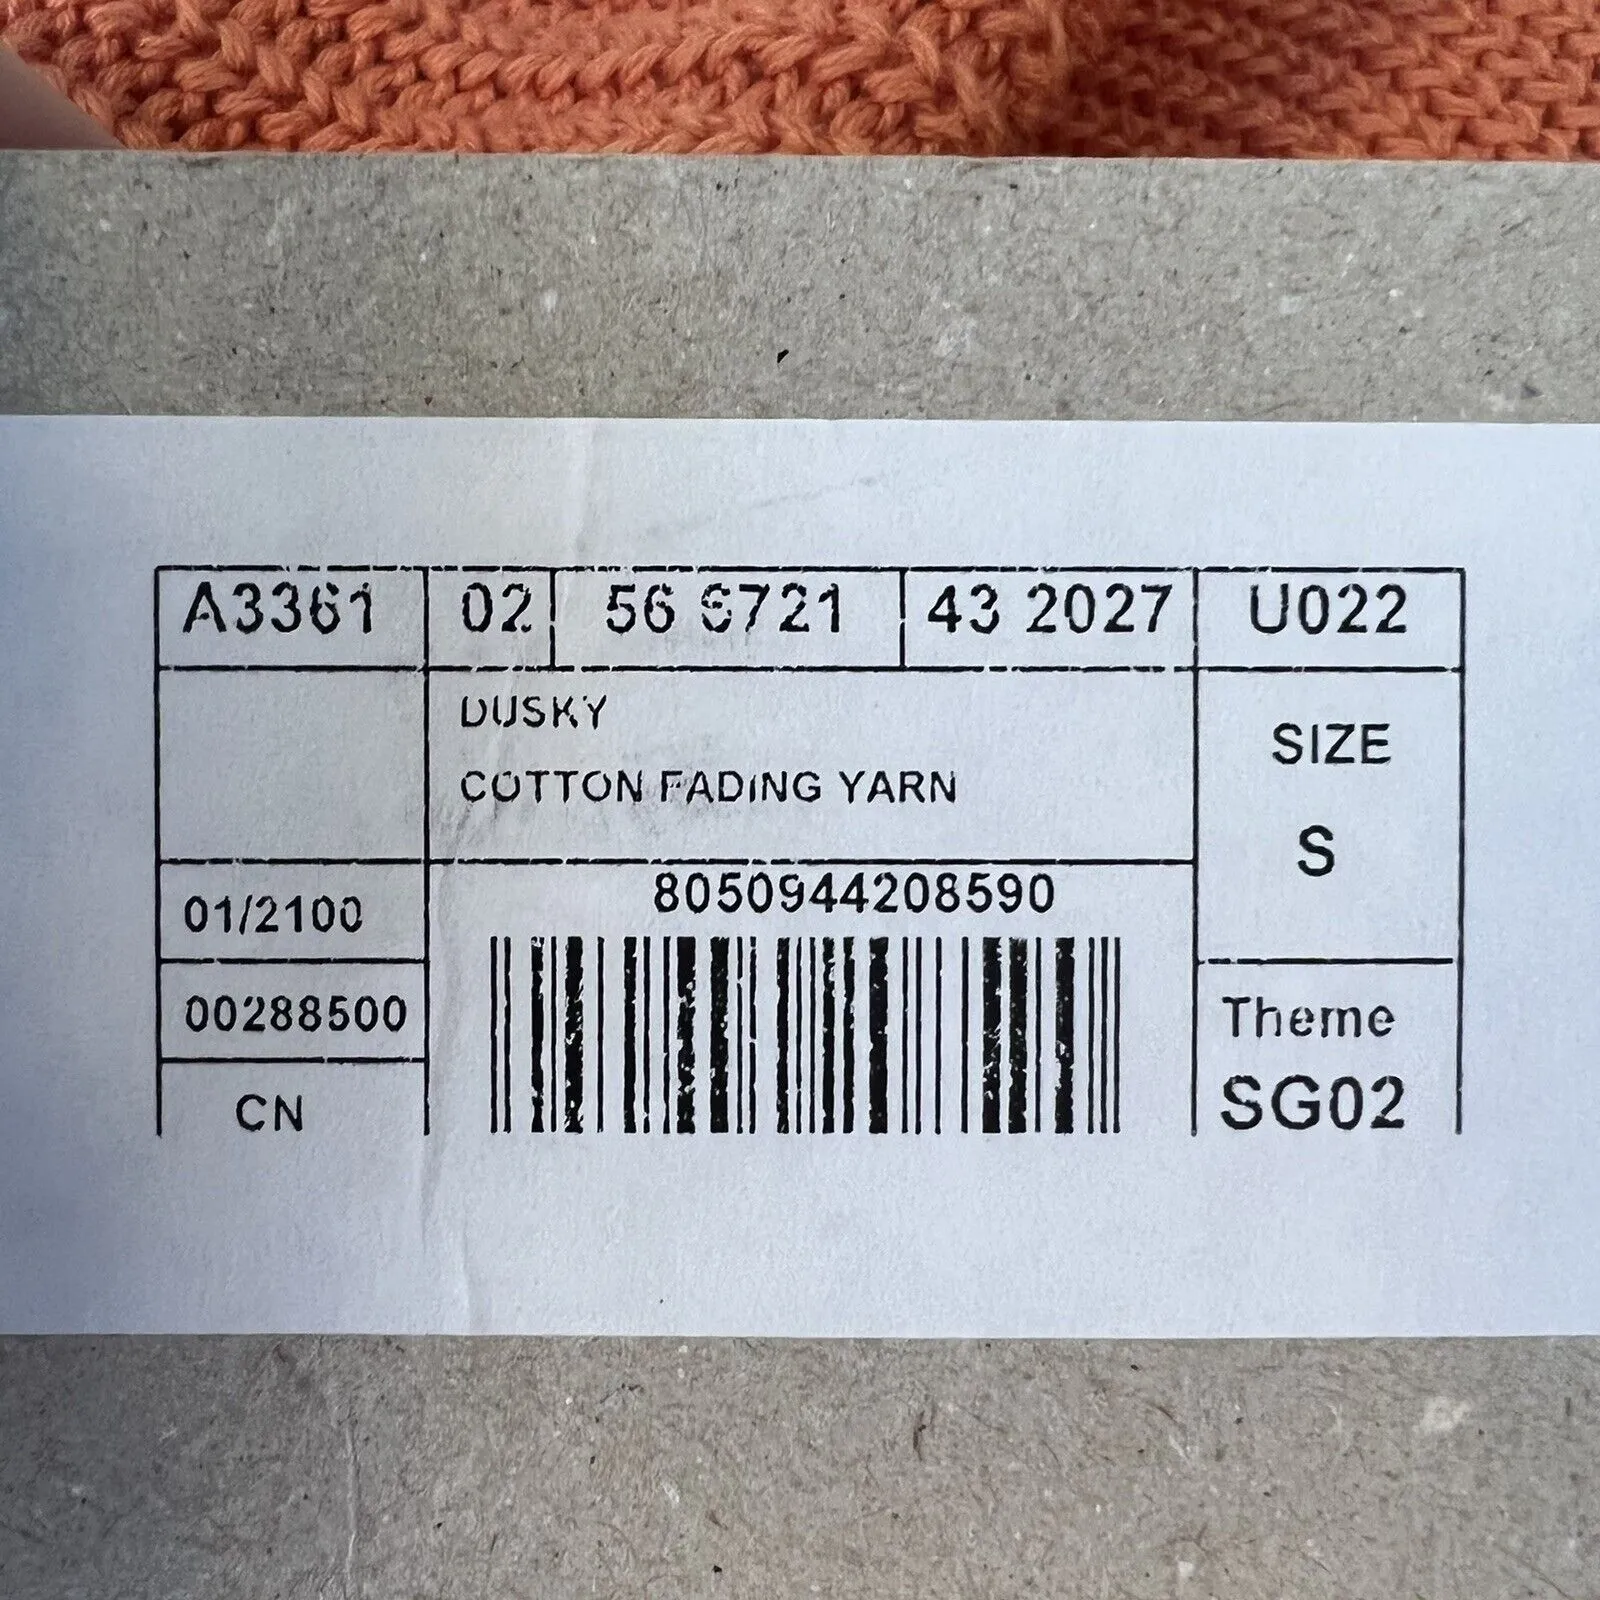 A3361 02 56 6721 43 2027 U022
DUSKY
COTTON FADING YARN
SIZE
S
01/2100
8050944208590
00288500
CN
Theme
SG02